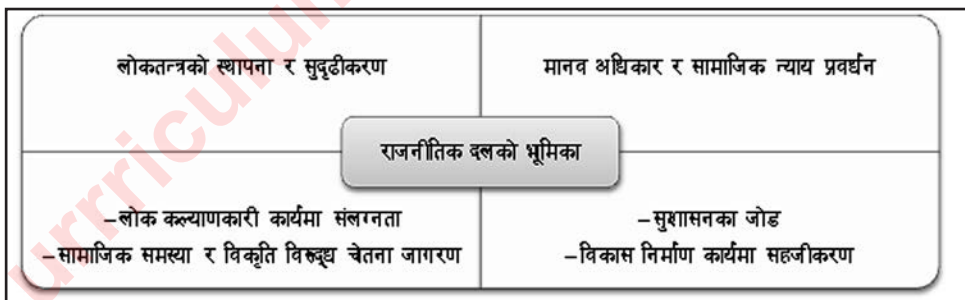 लोकतन्त्रको स्थापना र सुदृढीकरण
मानव अधिकार र सामाजिक न्याय प्रवर्धन
राजनीतिक दलको भूमिका
–लोक कल्याणकारी कार्यमा संलग्नता
–सामाजिक समस्या र विकृति विरूद्ध चेतना जागरण
–सुशासनका जोड
–विकास निर्माण कार्यमा सहजीकरण
urriculum